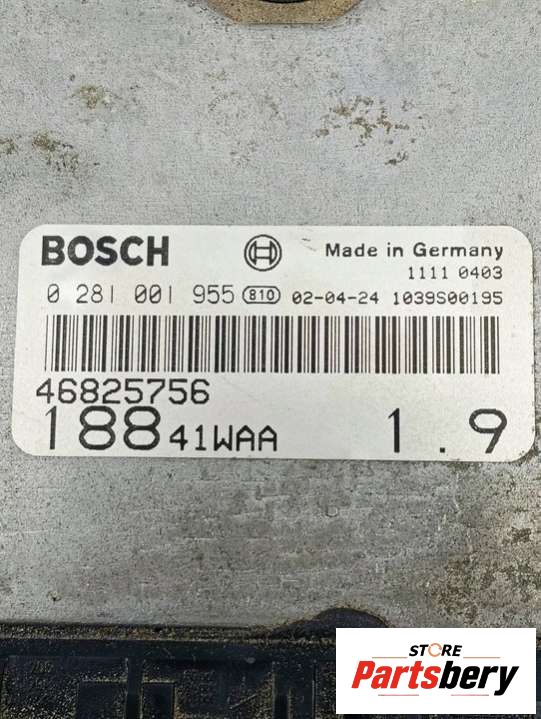 BOSCH Made in Germany
1111 0403
0 281 001 955 810 02-04-24 1039S00195
46825756
188 41WAA 1.9
STORE
Partsbery